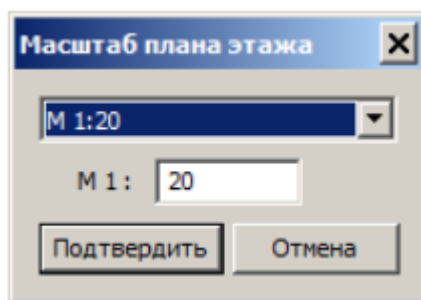 Масштаб плана этажа
М 1:20
М 1 : 20
Подтвердить Отмена